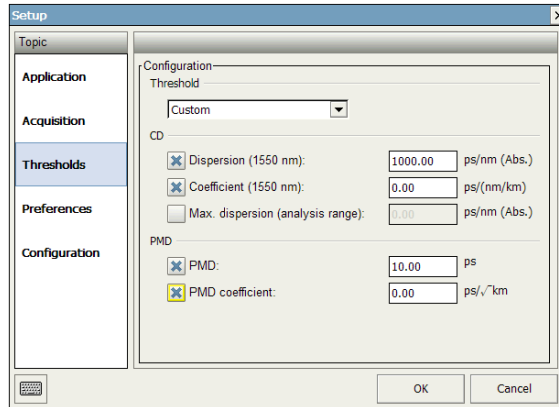 Setup
Topic
Application
Acquisition
Thresholds
Preferences
Configuration
Configuration
Threshold
Custom
CD
Dispersion (1550 nm): 1000.00 ps/nm (Abs.)
Coefficient (1550 nm): 0.00 ps/(nm/km)
Max. dispersion (analysis range): 0.00 ps/nm (Abs.)
PMD
PMD: 10.00 ps
PMD coefficient: 0.00 ps/√km
OK Cancel